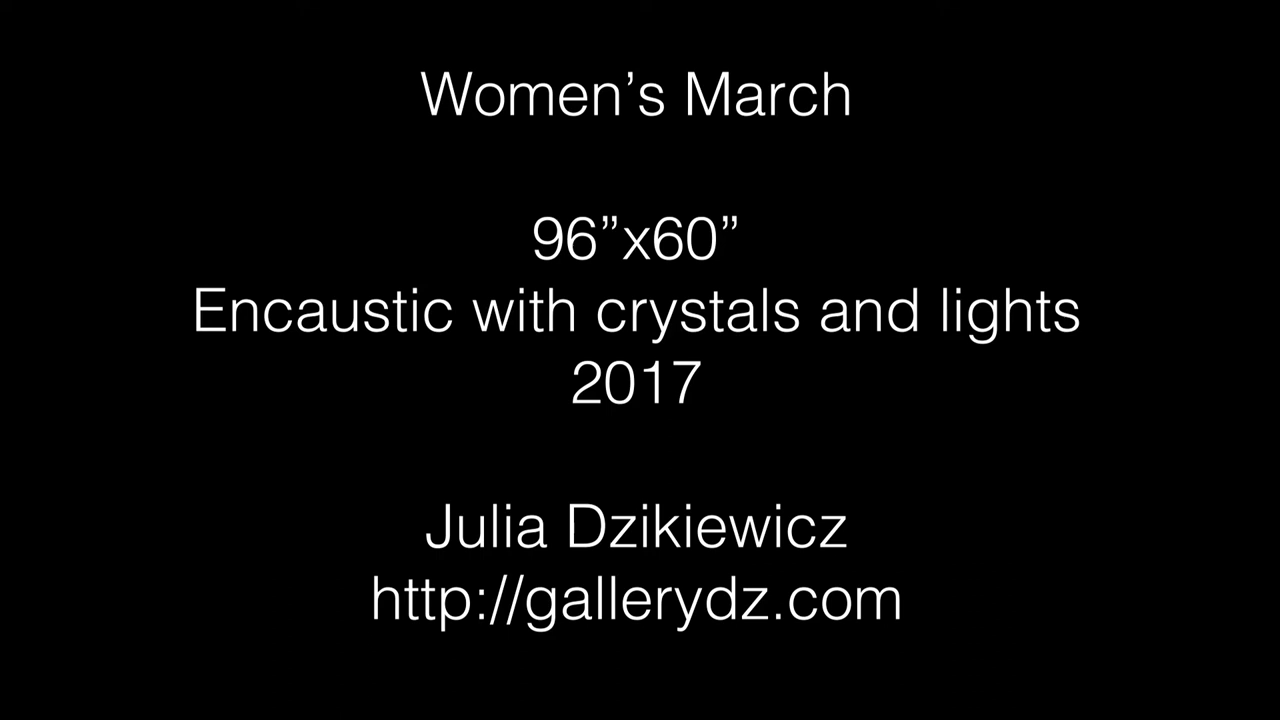 Women’s March
96”x60”
Encaustic with crystals and lights
2017
Julia Dzikiewicz
http://gallerydz.com